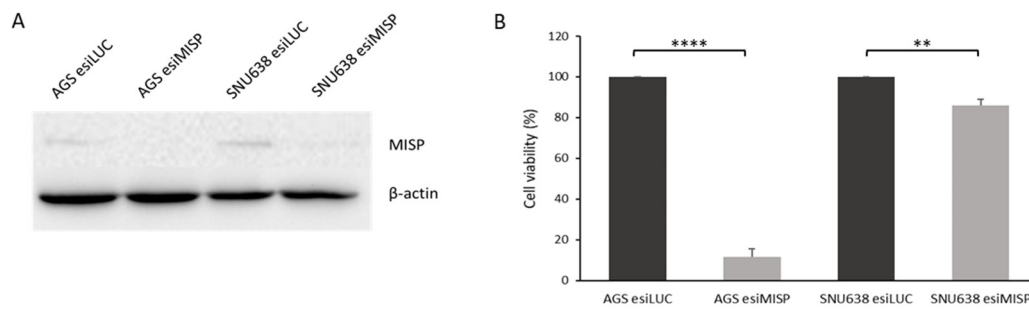 A
AGS esiLUC
AGS esiMISP
SNU638 esiLUC
SNU638 esiMISP
MISP
β-actin
B
Cell viability (%)
120
100
80
60
40
20
0
****
**
AGS esiLUC
AGS esiMISP
SNU638 esiLUC
SNU638 esiMISP